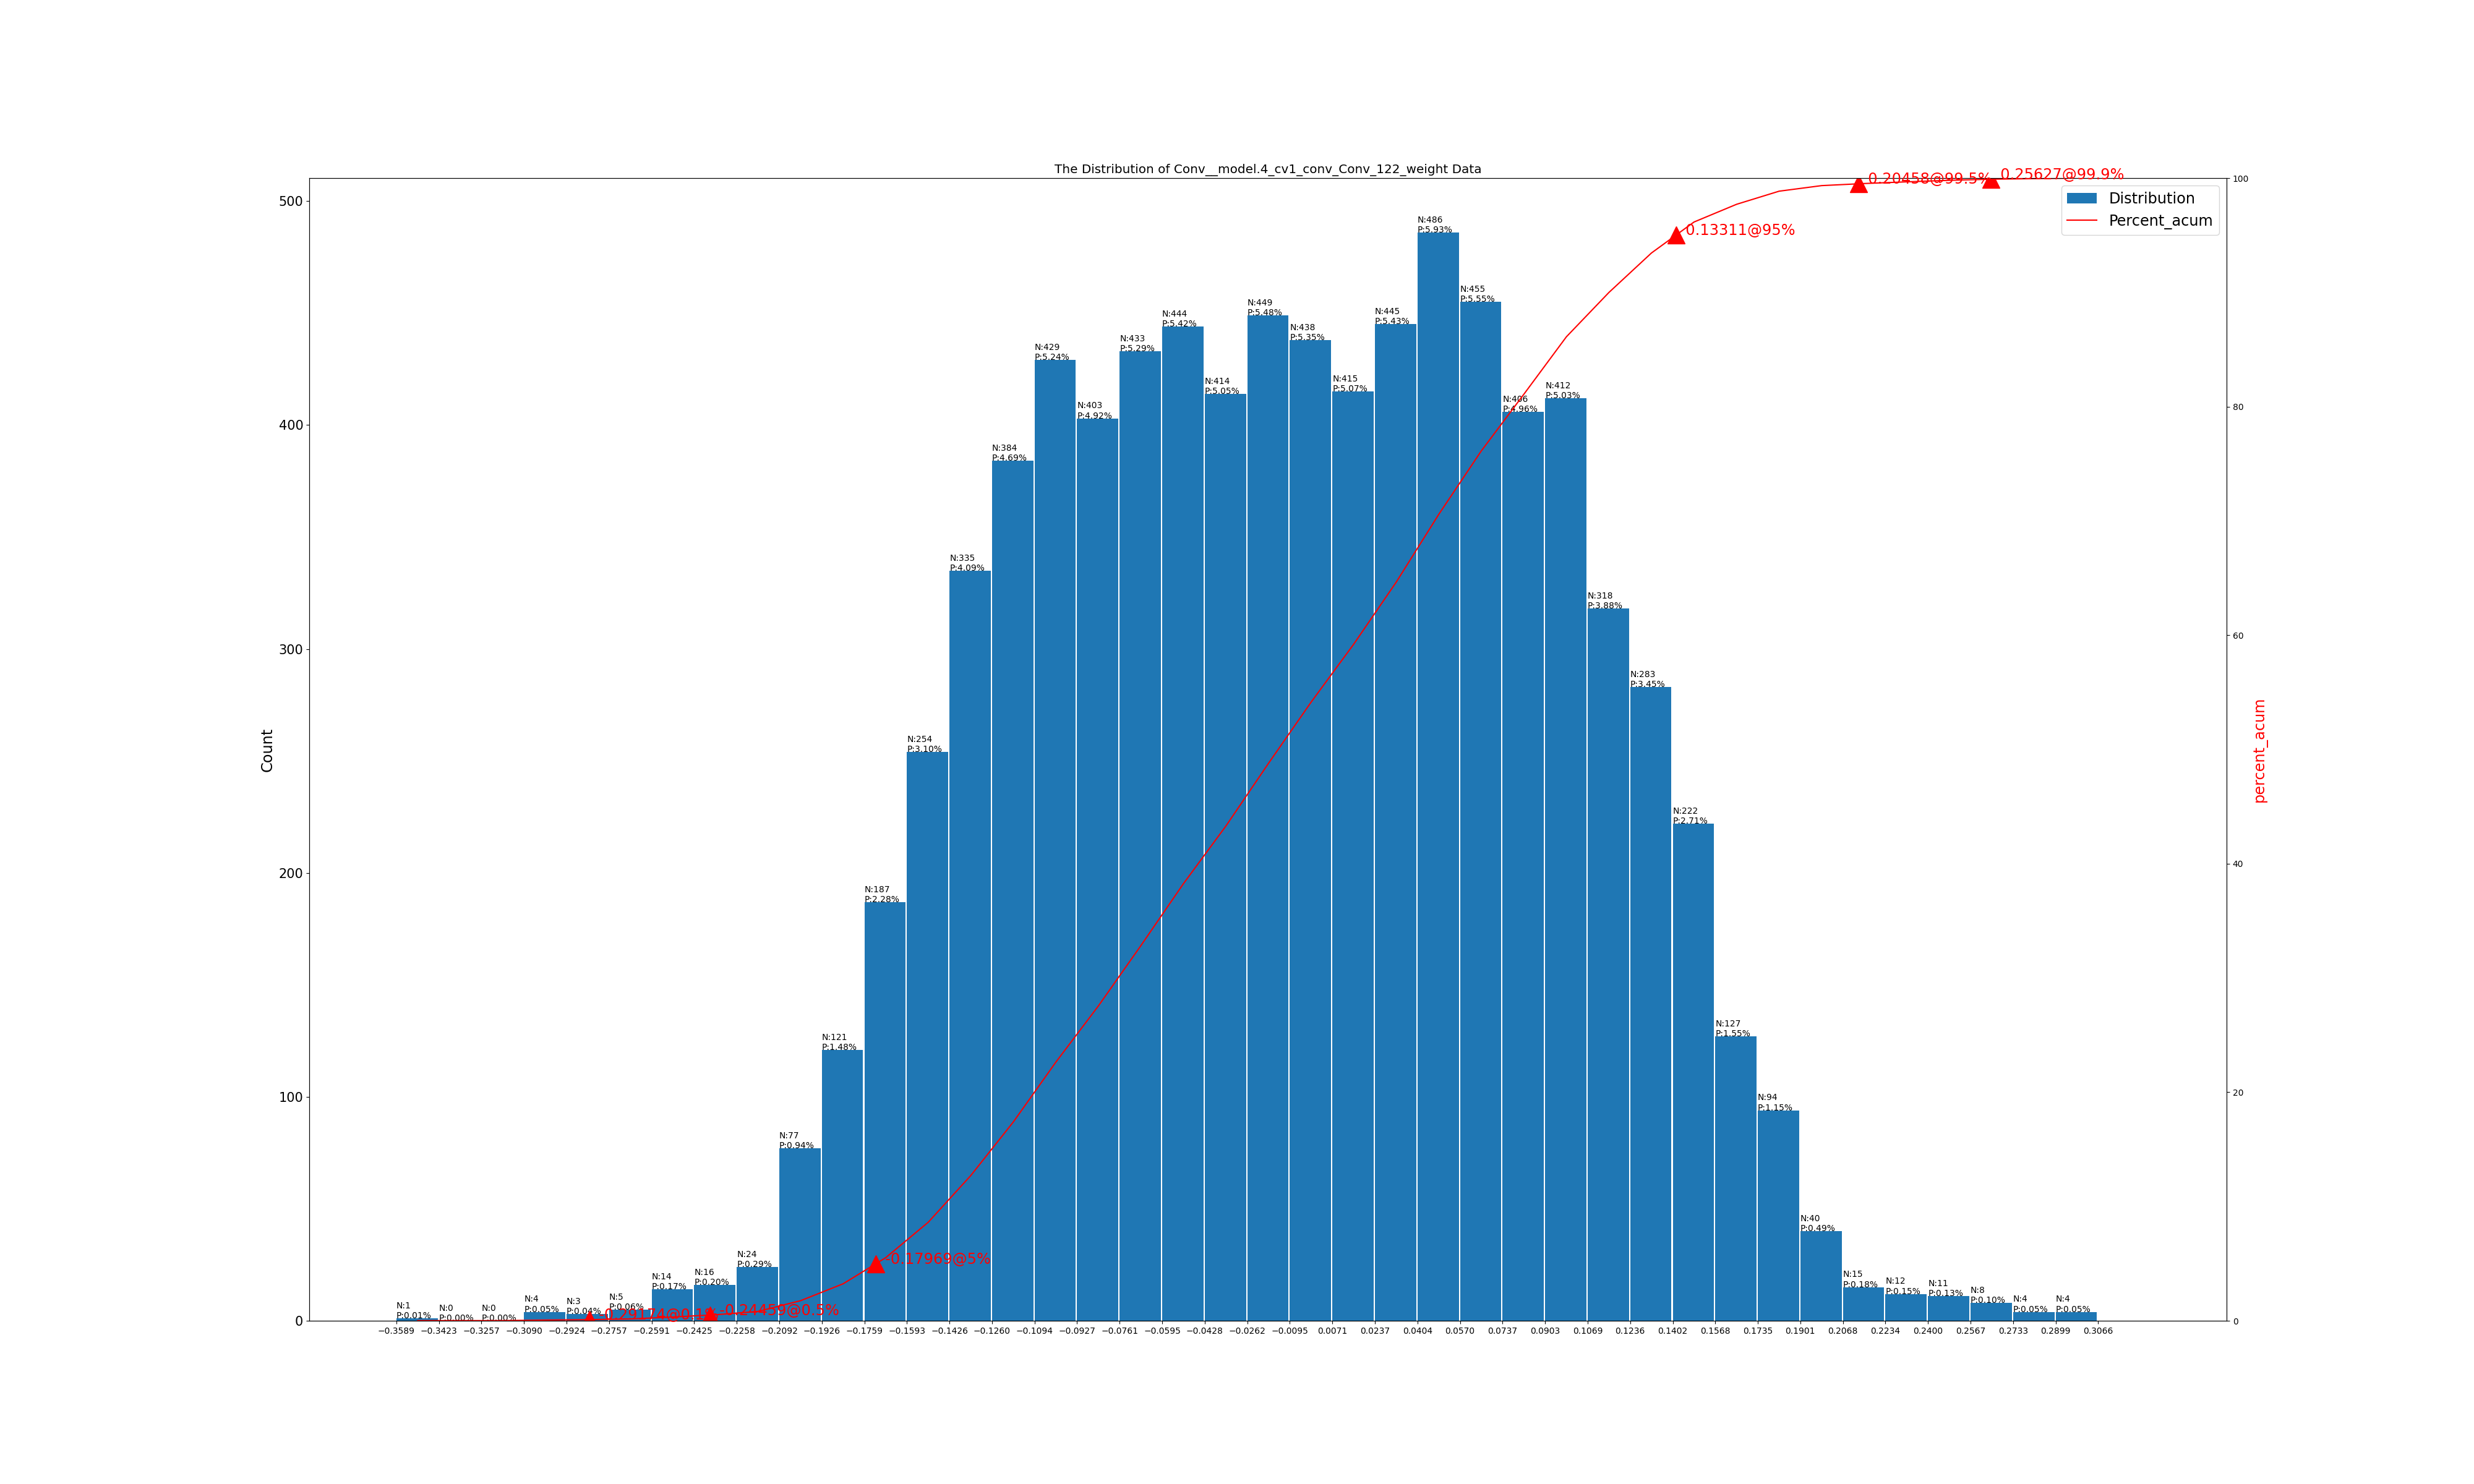 The Distribution of Conv__model.4_cv1_conv_Conv_122_weight Data
0.20458@99.5%
0.25627@99.9%
0.13311@95%
Distribution
Percent_acum
500
400
300
200
100
0
Count
100
80
60
40
20
0
percent_acum
N:1
P:0.01%
N:0
P:0.00%
N:0
P:0.00%
N:4
P:0.05%
N:3
P:0.04%
N:5
P:0.06%
N:14
P:0.17%
N:16
P:0.20%
N:24
P:0.29%
N:77
P:0.94%
N:121
P:1.48%
N:187
P:2.28%
N:254
P:3.10%
N:335
P:4.09%
N:384
P:4.69%
N:429
P:5.24%
N:403
P:4.92%
N:433
P:5.29%
N:444
P:5.42%
N:414
P:5.05%
N:449
P:5.48%
N:438
P:5.35%
N:415
P:5.07%
N:445
P:5.43%
N:486
P:5.93%
N:455
P:5.55%
N:406
P:4.96%
N:412
P:5.03%
N:318
P:3.88%
N:283
P:3.45%
N:222
P:2.71%
N:127
P:1.55%
N:94
P:1.15%
N:40
P:0.49%
N:15
P:0.18%
N:12
P:0.15%
N:11
P:0.13%
N:8
P:0.10%
N:4
P:0.05%
N:4
P:0.05%
-0.17969@5%
-0.24459@0.5%
−0.3589 −0.3423 −0.3257 −0.3090 −0.2924 −0.2757 −0.2591 −0.2425 −0.2258 −0.2092 −0.1926 −0.1759 −0.1593 −0.1426 −0.1260 −0.1094 −0.0927 −0.0761 −0.0595 −0.0428 −0.0262 −0.0095 0.0071 0.0237 0.0404 0.0570 0.0737 0.0903 0.1069 0.1236 0.1402 0.1568 0.1735 0.1901 0.2068 0.2234 0.2400 0.2567 0.2733 0.2899 0.3066